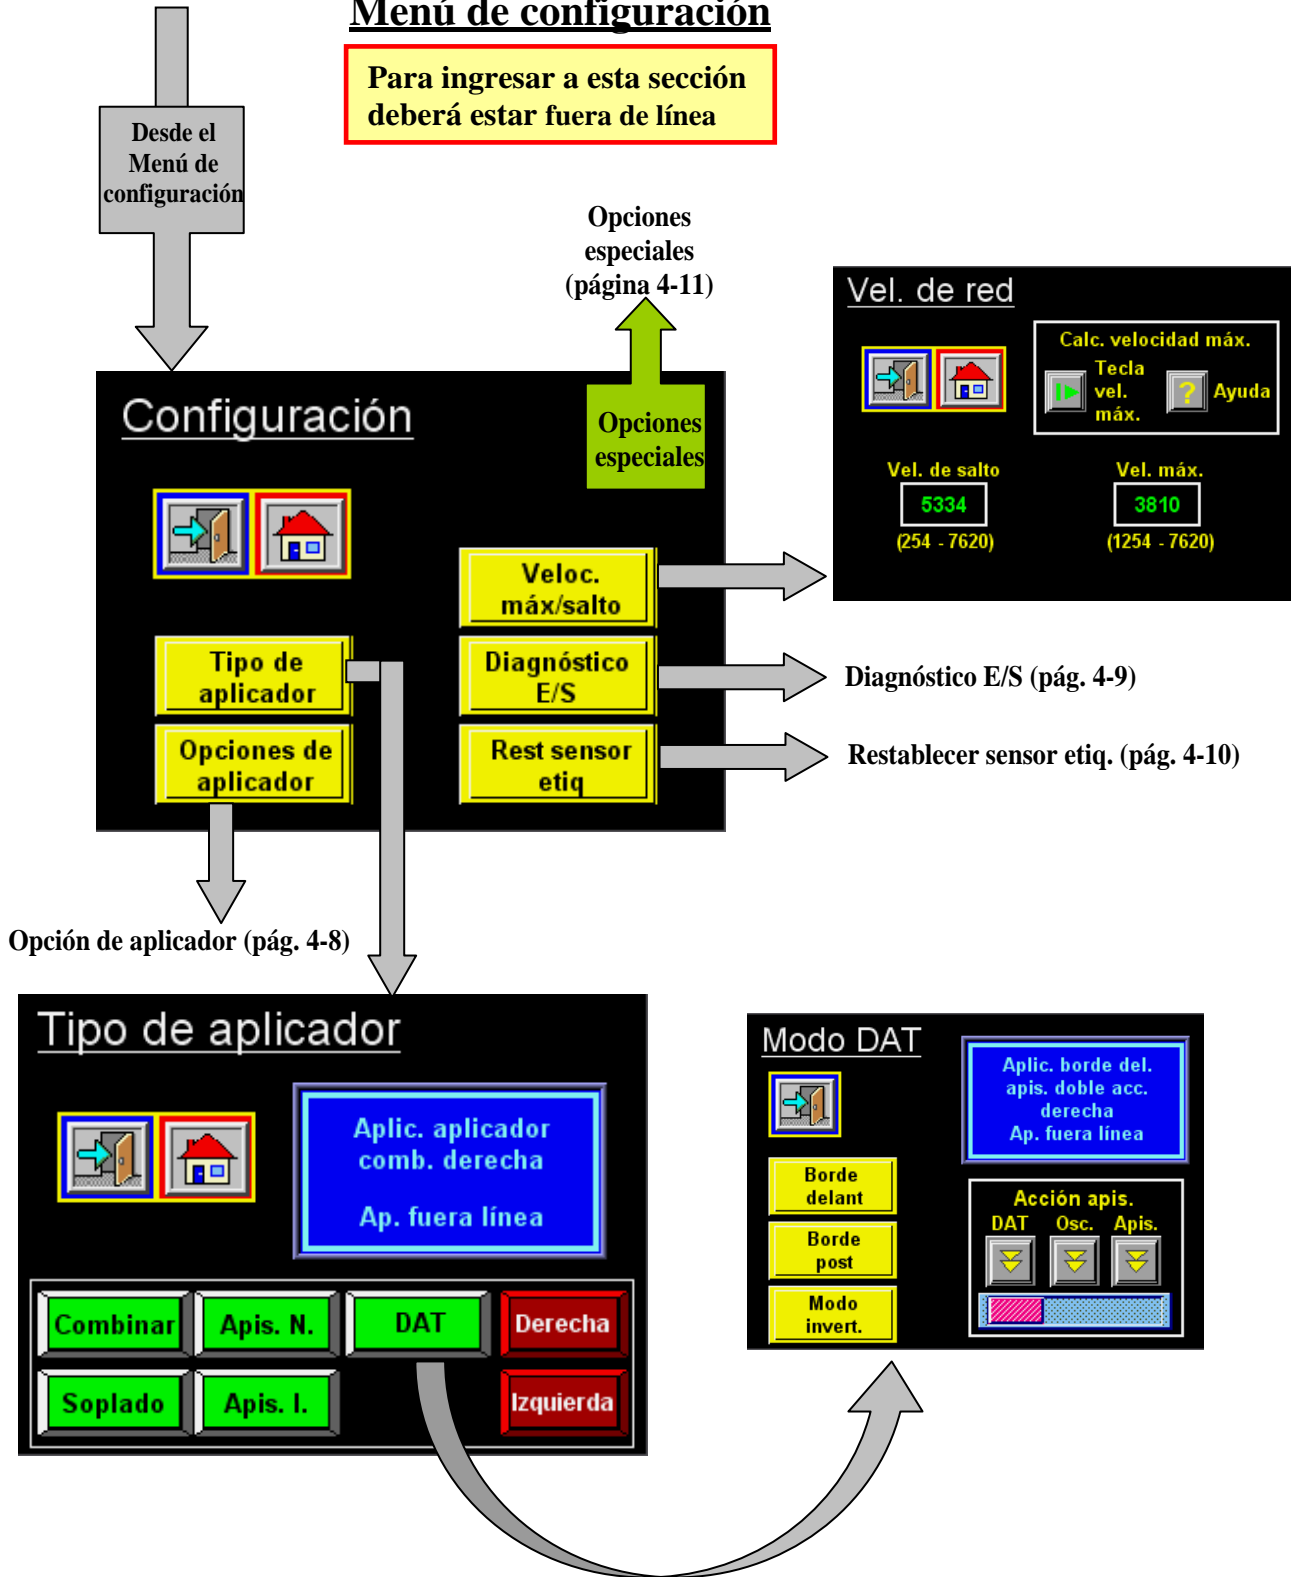 Menú de configuración
Para ingresar a esta sección
deberá estar fuera de línea
Desde el
Menú de
configuración
Opciones
especiales
(página 4-11)
Opciones
especiales
Configuración
Veloc.
máx/salto
Tipo de
aplicador
Diagnóstico
E/S
Opciones de
aplicador
Rest sensor
etiq
Vel. de red
Calc. velocidad máx.
Tecla
vel.
máx.
?
Ayuda
Vel. de salto
5334
(254 - 7620)
Vel. máx.
3810
(1254 - 7620)
Diagnóstico E/S (pág. 4-9)
Restablecer sensor etiq. (pág. 4-10)
Opción de aplicador (pág. 4-8)
Tipo de aplicador
Aplic. aplicador
comb. derecha
Ap. fuera línea
Combinar
Apis. N.
DAT
Derecha
Soplado
Apis. I.
Izquierda
Modo DAT
Aplic. borde del.
apis. doble acc.
derecha
Ap. fuera línea
Borde
delant
Borde
post
Modo
invert.
Acción apis.
DAT Osc. Apis.